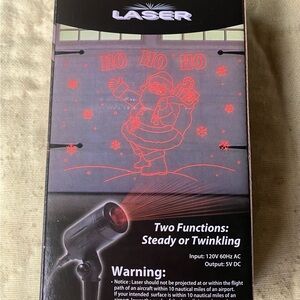 LASER
HO HO HO
Two Functions:
Steady or Twinkling
Input: 120V 60Hz AC
Output: 5V DC
Warning:
• Notice : Laser should not be projected at or within the flight
path of an aircraft within 10 nautical miles of an airport.
If your intended surface is within 10 nautical miles of an